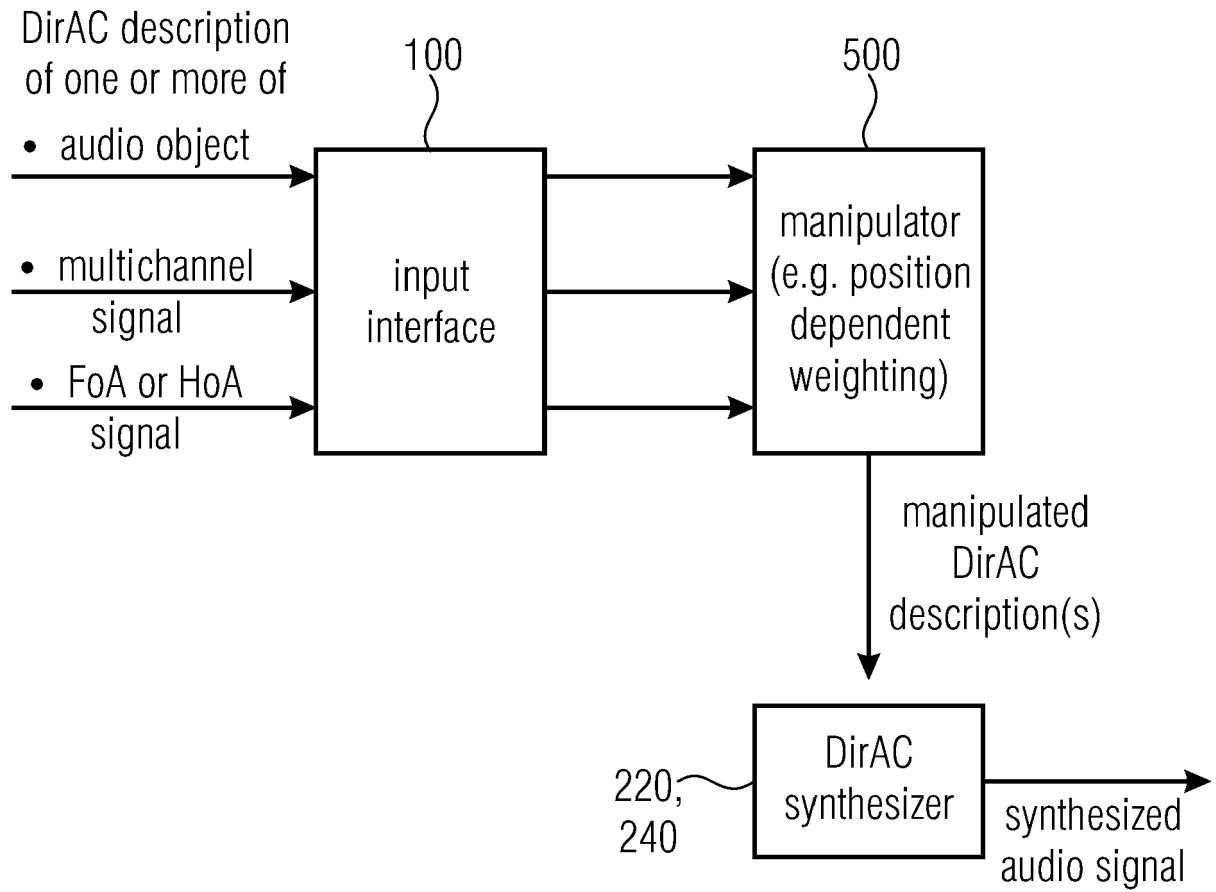 DirAC description
of one or more of
• audio object
• multichannel
signal
• FoA or HoA
signal
100
input
interface
500
manipulator
(e.g. position
dependent
weighting)
manipulated
DirAC
description(s)
220,
240
DirAC
synthesizer
synthesized
audio signal